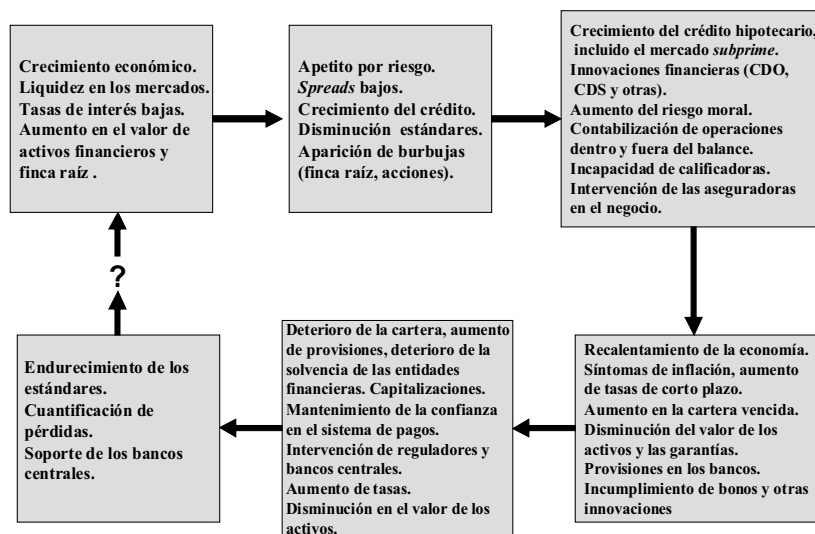 Crecimiento económico.
Liquidez en los mercados.
Tasas de interés bajas.
Aumento en el valor de
activos financieros y
finca raíz .
Apetito por riesgo.
Spreads bajos.
Crecimiento del crédito.
Disminución estándares.
Aparición de burbujas
(finca raíz, acciones).
Crecimiento del crédito hipotecario,
incluido el mercado subprime.
Innovaciones financieras (CDO,
CDS y otras).
Aumento del riesgo moral.
Contabilización de operaciones
dentro y fuera del balance.
Incapacidad de calificadoras.
Intervención de las aseguradoras
en el negocio.
Recalentamiento de la economía.
Síntomas de inflación, aumento
de tasas de corto plazo.
Aumento en la cartera vencida.
Disminución del valor de los
activos y las garantías.
Provisiones en los bancos.
Incumplimiento de bonos y otras
innovaciones
Deterioro de la cartera, aumento
de provisiones, deterioro de la
solvencia de las entidades
financieras. Capitalizaciones.
Mantenimiento de la confianza
en el sistema de pagos.
Intervención de reguladores y
bancos centrales.
Aumento de tasas.
Disminución en el valor de los
activos.
Endurecimiento de los
estándares.
Cuantificación de
pérdidas.
Soporte de los bancos
centrales.
?